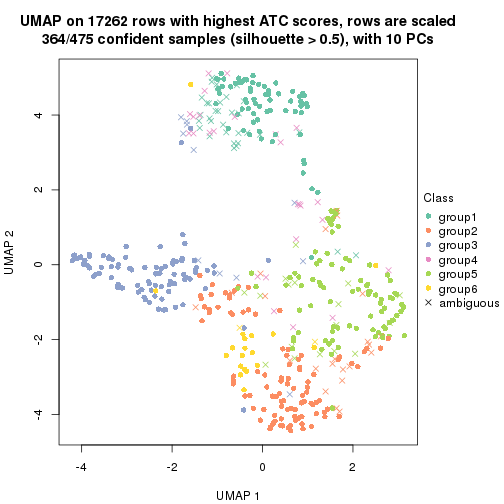 UMAP on 17262 rows with highest ATC scores, rows are scaled
364/475 confident samples (silhouette > 0.5), with 10 PCs
4
2
0
-2
-4
UMAP 2
-4
-2
0
2
UMAP 1
Class
group1
group2
group3
group4
group5
group6
ambiguous